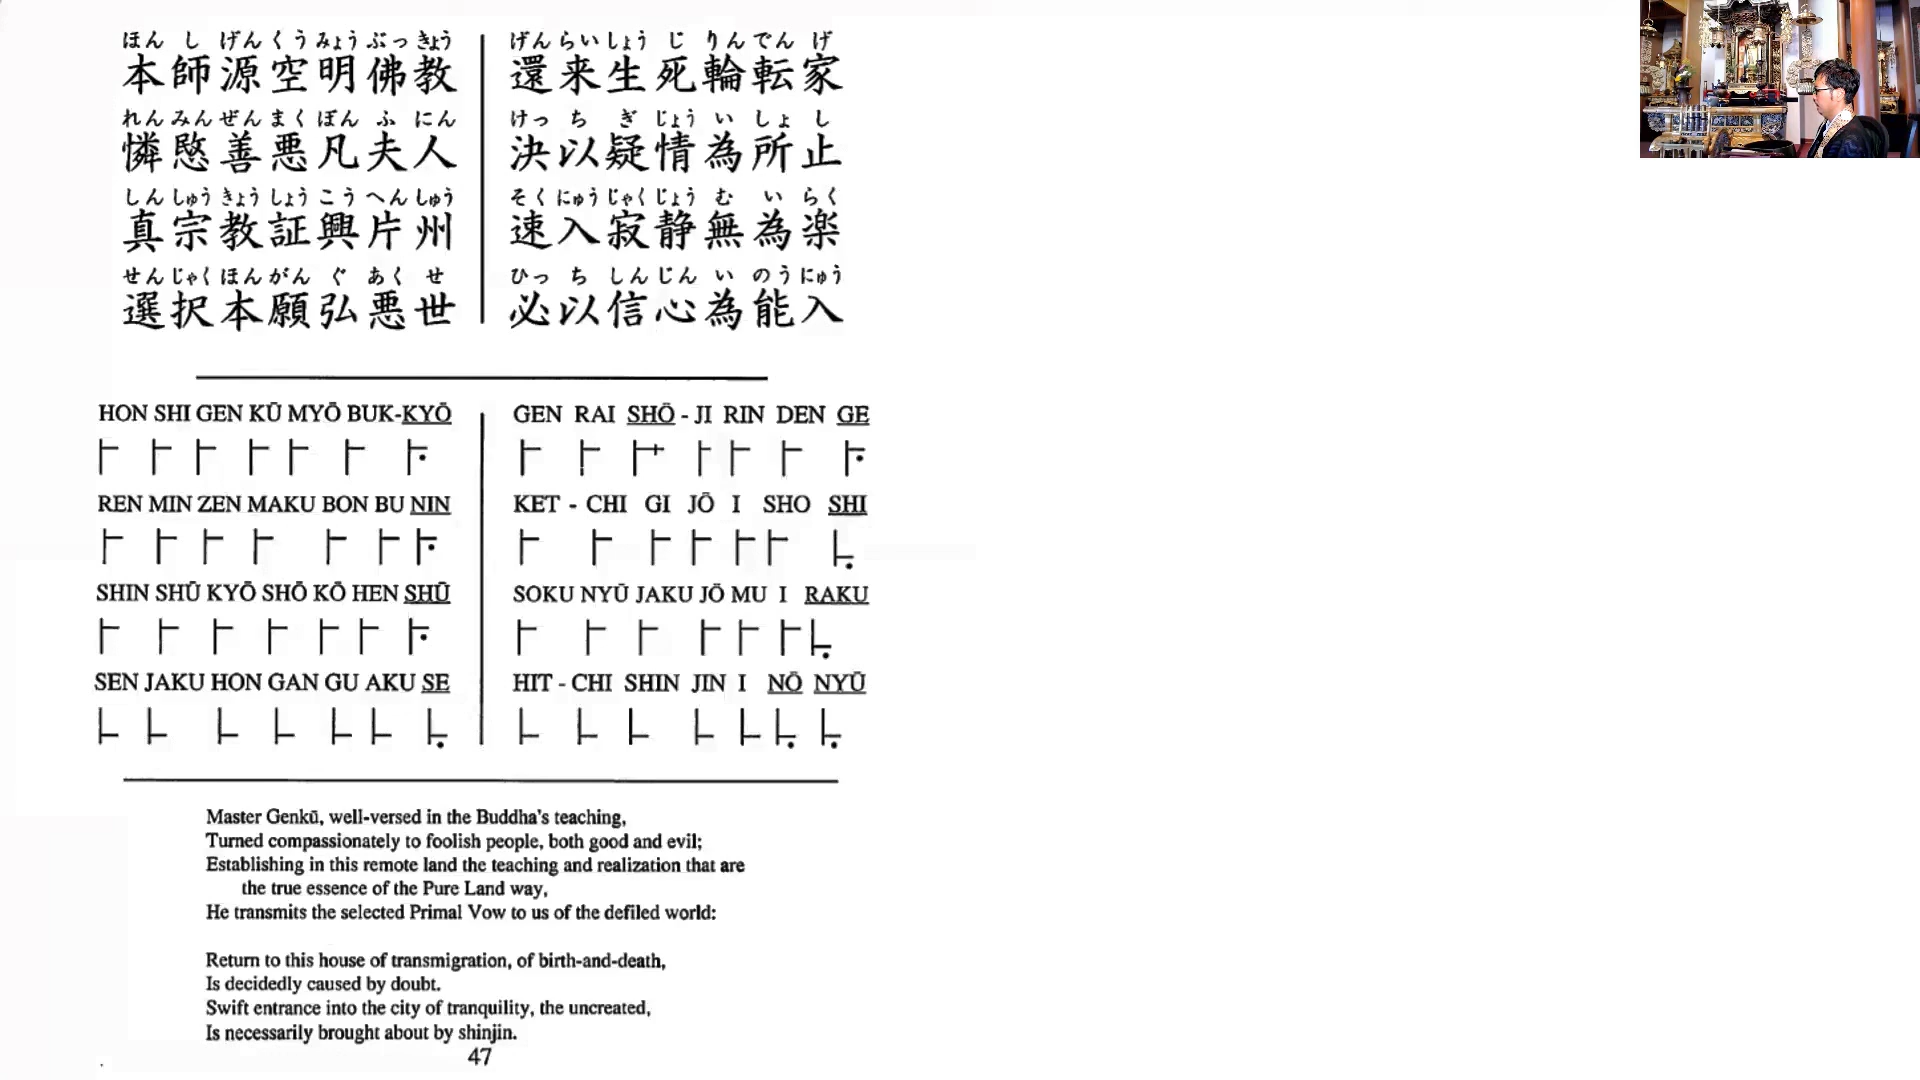 ほん し げん くう みょう ぶっ きょう
本師源空明佛教
れん みん ぜん まく ぼん ふ にん
憐愍善悪凡夫人
しん しゅう きょう しょう こう へん しゅう
真宗教証興片州
せん じゃく ほん がん ぐ あく せ
選択本願弘悪世
げん らい しょう じ りん でん げ
還来生死輪転家
けっ ち ぎ じょう い しょ し
決以疑情為所止
そく にゅう じゃく じょう む い らく
速入寂静無為楽
ひっ ち しん じん い のう にゅう
必以信心為能入
HON SHI GEN KŪ MYŌ BUK-KYŌ
REN MIN ZEN MAKU BON BU NIN
SHIN SHŪ KYŌ SHŌ KŌ HEN SHŪ
SEN JAKU HON GAN GU AKU SE
GEN RAI SHŌ - JI RIN DEN GE
KET - CHI GI JŌ I SHO SHI
SOKU NYŪ JAKU JŌ MU I RAKU
HIT - CHI SHIN JIN I NŌ NYŪ
Master Genkū, well-versed in the Buddha's teaching,
Turned compassionately to foolish people, both good and evil;
Establishing in this remote land the teaching and realization that are
the true essence of the Pure Land way,
He transmits the selected Primal Vow to us of the defiled world:
Return to this house of transmigration, of birth-and-death,
Is decidedly caused by doubt.
Swift entrance into the city of tranquility, the uncreated,
Is necessarily brought about by shinjin.
47